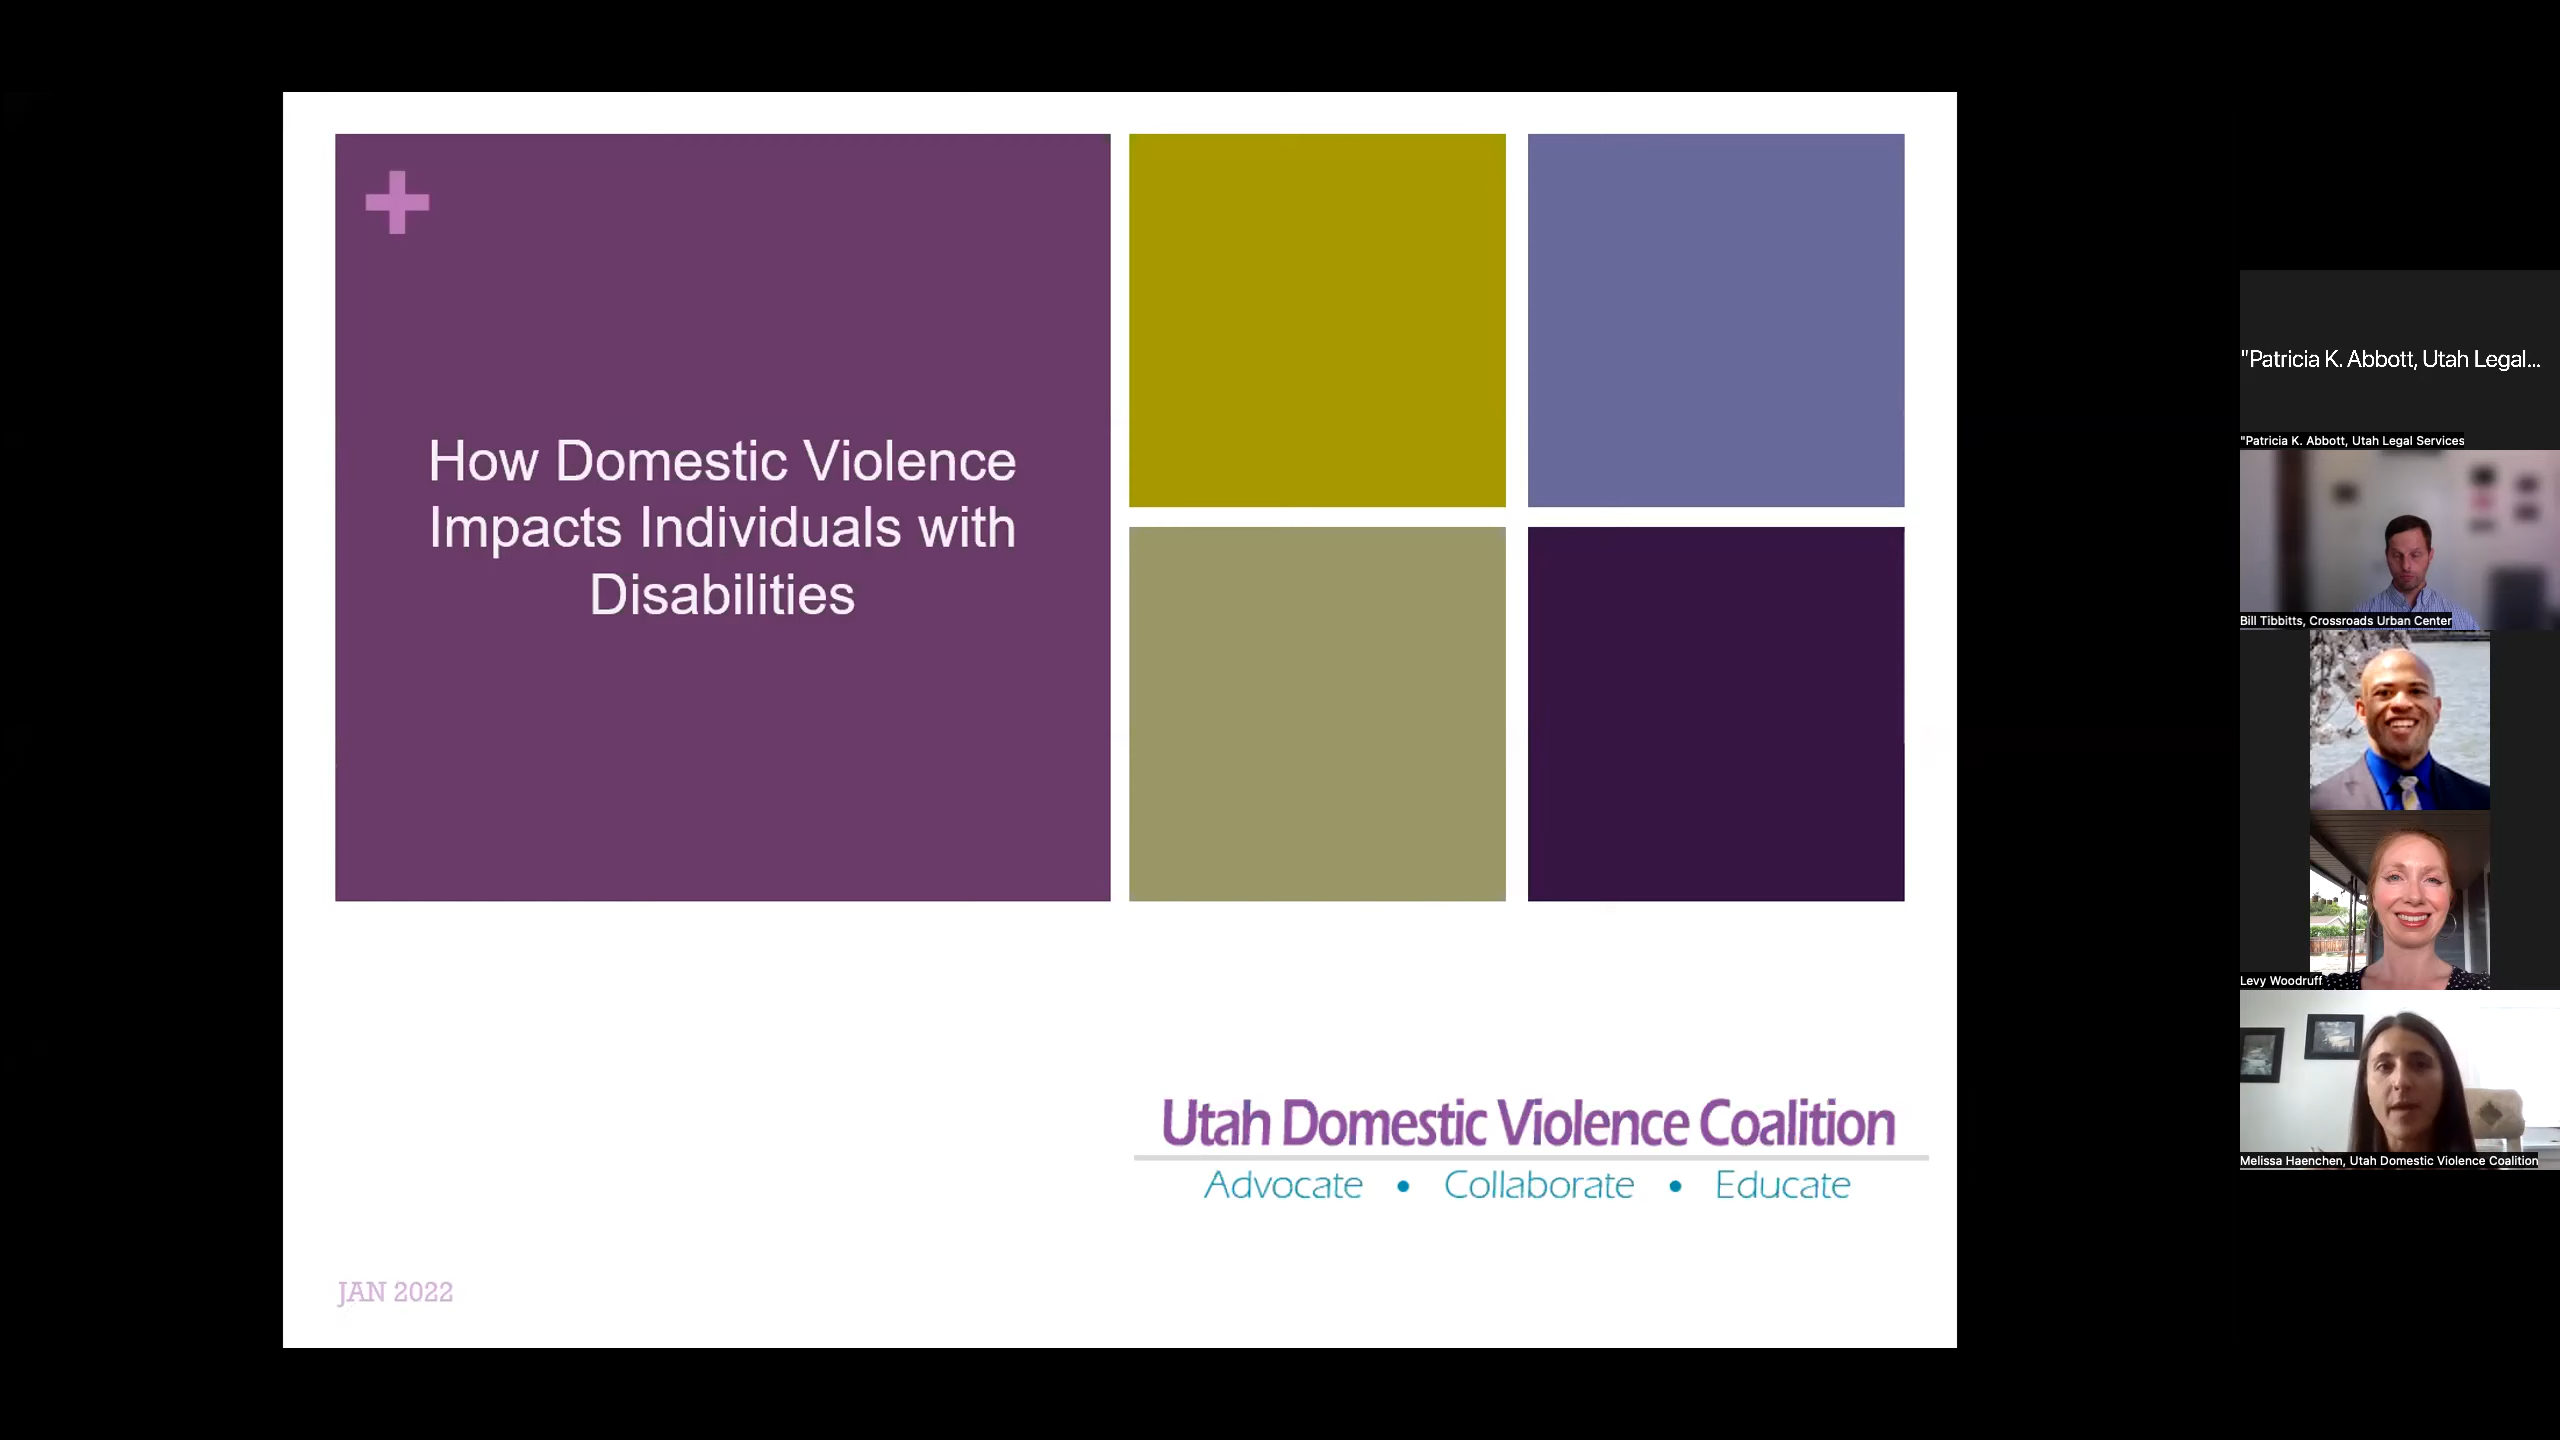 +
How Domestic Violence
Impacts Individuals with
Disabilities
Utah Domestic Violence Coalition
Advocate • Collaborate • Educate
JAN 2022
"Patricia K. Abbott, Utah Legal...
"Patricia K. Abbott, Utah Legal Services
Bill Tibbitts, Crossroads Urban Center
Levy Woodruff
Melissa Haenchen, Utah Domestic Violence Coalition